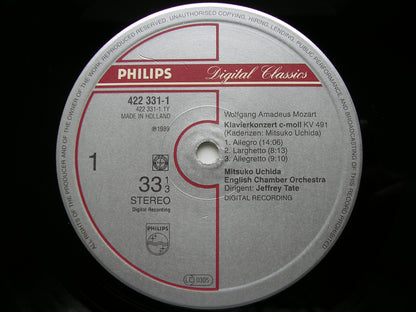 ALL RIGHTS OF THE PRODUCER AND OF THE OWNER OF THE WORK REPRODUCED RESERVED. UNAUTHORISED COPYING, HIRING, LENDING, PUBLIC PERFORMANCE AND BROADCASTING OF THIS RECORD PROHIBITED
PHILIPS
Digital Classics
422 331-1
422 331-1 1Y
MADE IN HOLLAND
℗1989
1
33 1/3
STEREO
Digital Recording
PHILIPS
Wolfgang Amadeus Mozart
Klavierkonzert c-moll KV 491
(Kadenzen: Mitsuko Uchida)
1. Allegro (14:06)
2. Larghetto (8:13)
3. Allegretto (9:10)
Mitsuko Uchida
English Chamber Orchestra
Dirigent: Jeffrey Tate
DIGITAL RECORDING
LC 0305